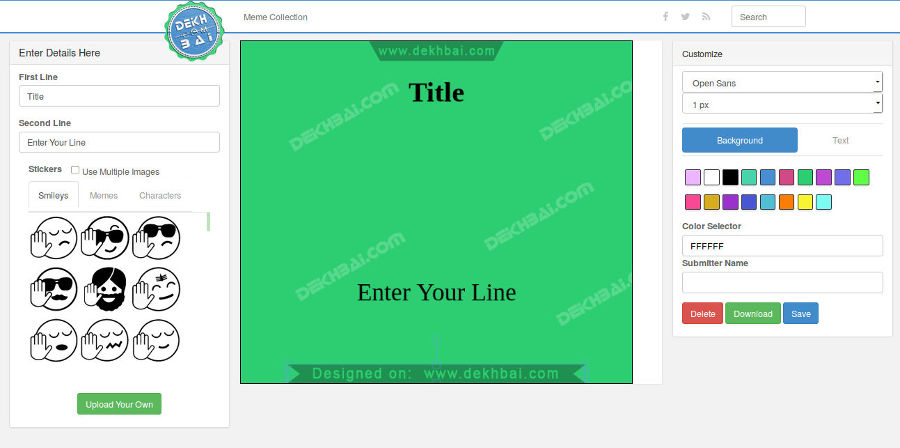 DEKH
BAI
Meme Collection
Search
Enter Details Here
First Line
Title
Second Line
Enter Your Line
Stickers
Use Multiple Images
Smileys
Memes
Characters
Upload Your Own
www.dekhbai.com
Title
DEKHBAI.COM
DEKHBAI.COM
DEKHBAI.COM
DEKHBAI.COM
Enter Your Line
DEKHBAI.COM
Designed on: www.dekhbai.com
Customize
Open Sans
1 px
Background
Text
Color Selector
FFFFFF
Submitter Name
Delete
Download
Save